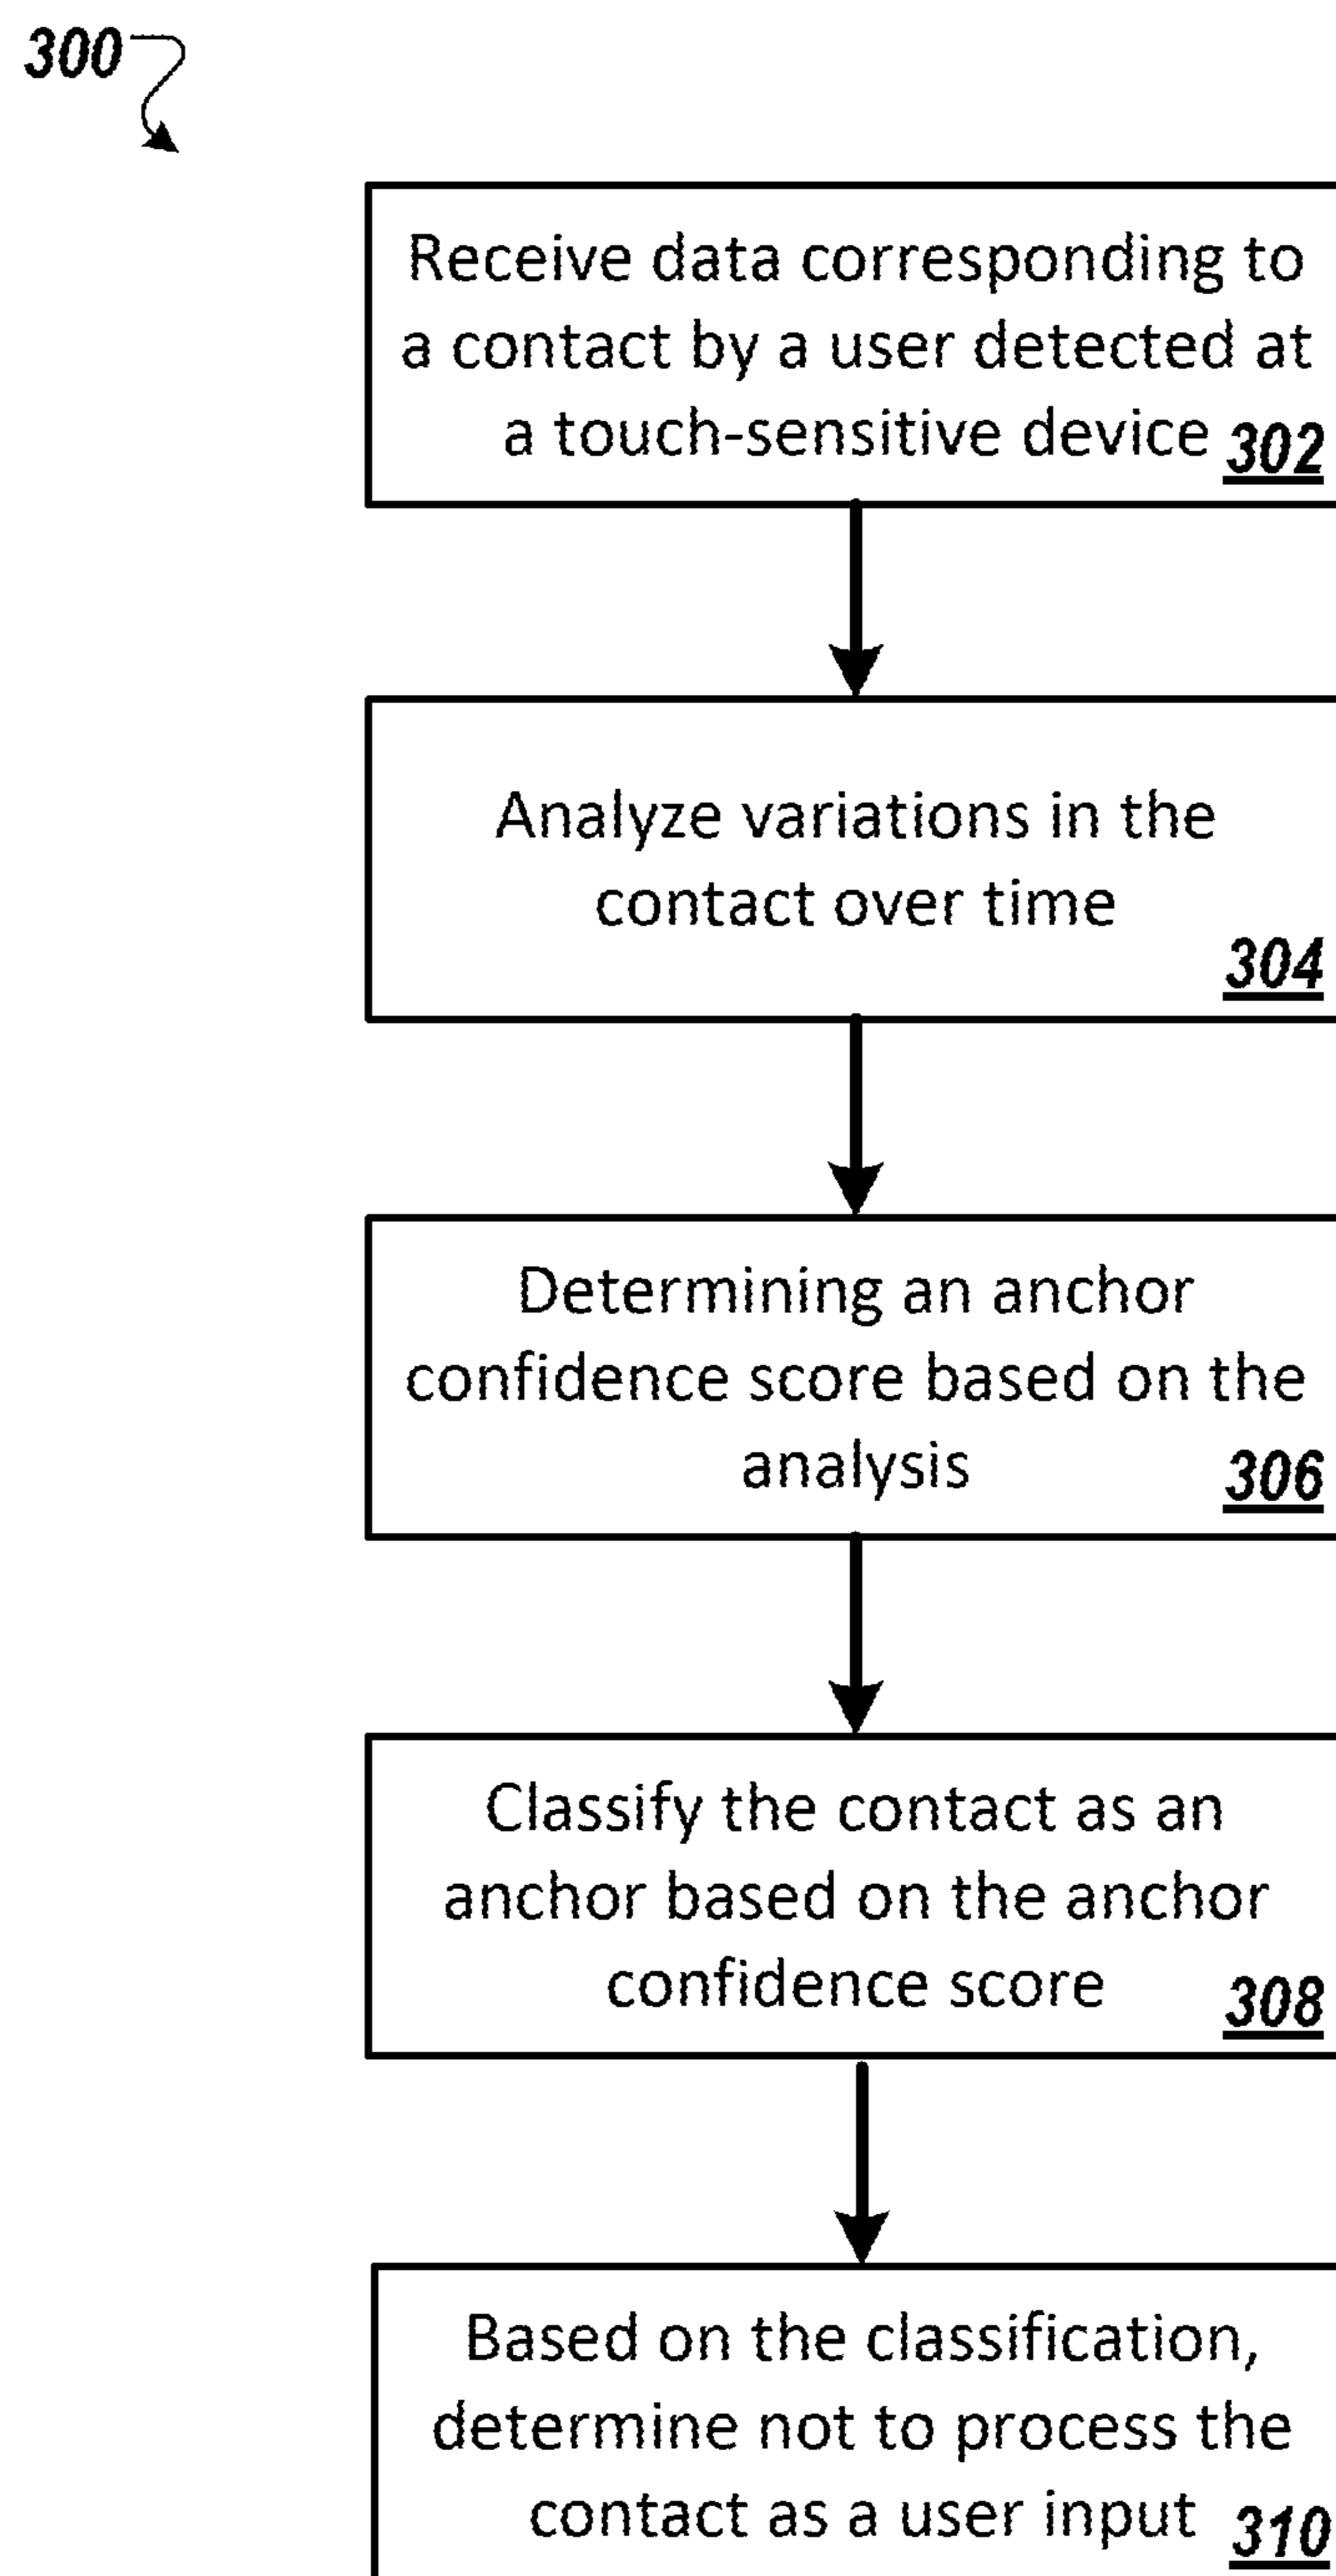 300
Receive data corresponding to
a contact by a user detected at
a touch-sensitive device 302
Analyze variations in the
contact over time
304
Determining an anchor
confidence score based on the
analysis 306
Classify the contact as an
anchor based on the anchor
confidence score 308
Based on the classification,
determine not to process the
contact as a user input 310